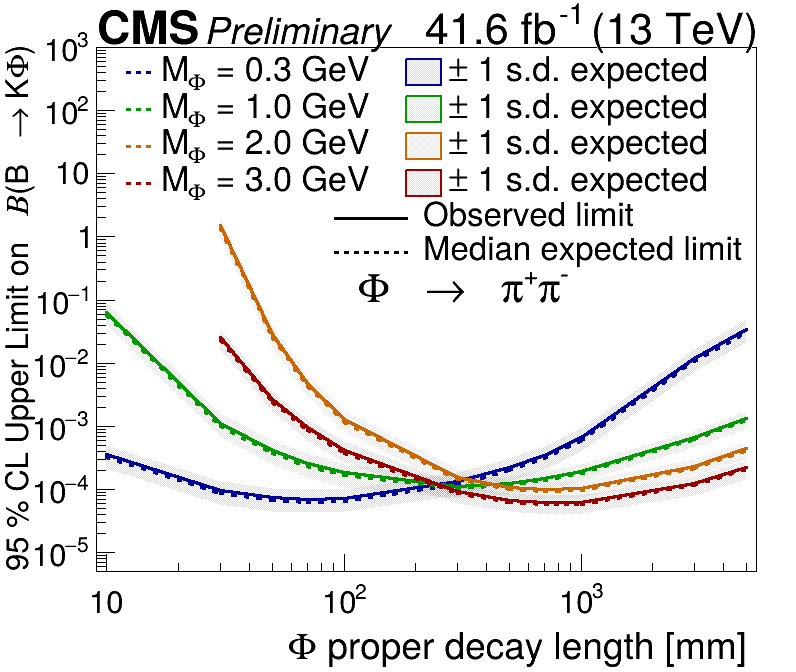 CMS Preliminary 41.6 fb⁻¹ (13 TeV)
95 % CL Upper Limit on B(B → KΦ)
10³
10²
10
1
10⁻¹
10⁻²
10⁻³
10⁻⁴
10⁻⁵
M_Φ = 0.3 GeV ± 1 s.d. expected
M_Φ = 1.0 GeV ± 1 s.d. expected
M_Φ = 2.0 GeV ± 1 s.d. expected
M_Φ = 3.0 GeV ± 1 s.d. expected
Observed limit
Median expected limit
Φ → π⁺π⁻
10 10² 10³
Φ proper decay length [mm]